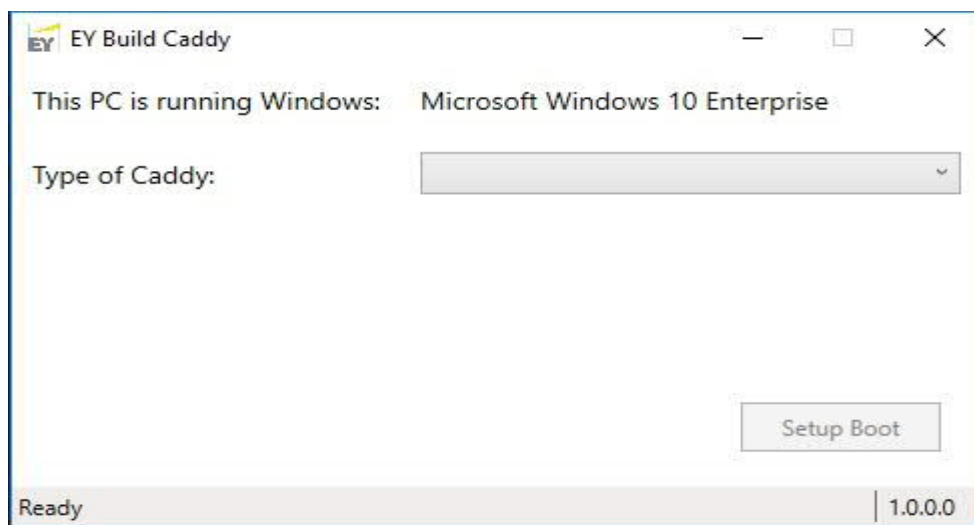 EY EY Build Caddy
This PC is running Windows: Microsoft Windows 10 Enterprise
Type of Caddy:
Setup Boot
Ready 1.0.0.0